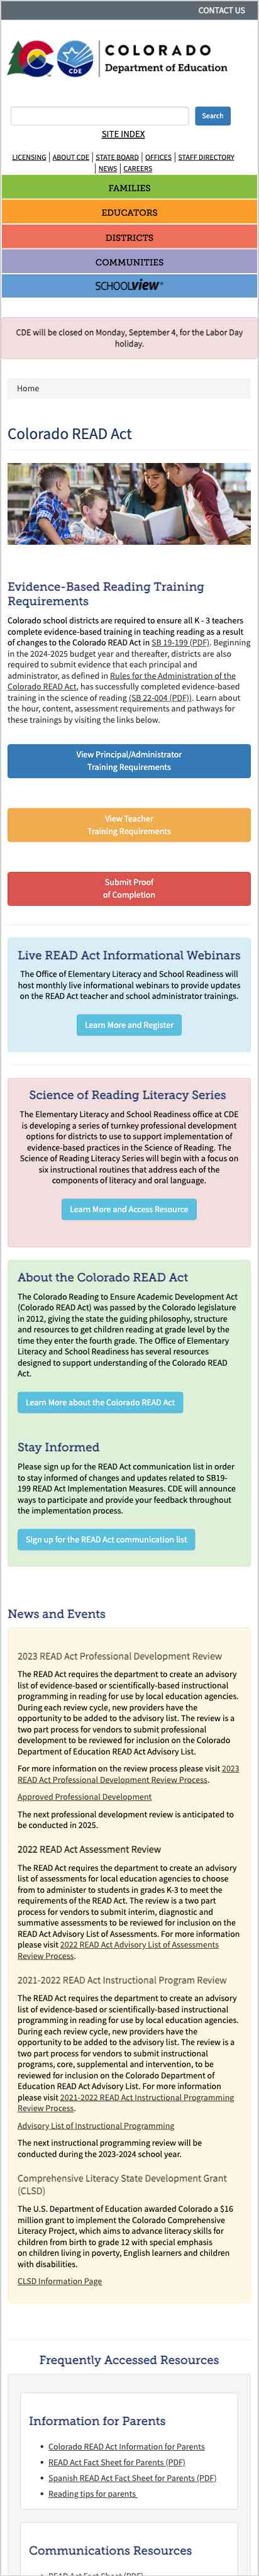 CONTACT US
COLORADO
Department of Education
CDE
Search
SITE INDEX
LICENSING | ABOUT CDE | STATE BOARD | OFFICES | STAFF DIRECTORY
| NEWS | CAREERS
FAMILIES
EDUCATORS
DISTRICTS
COMMUNITIES
SCHOOLVIEW®
CDE will be closed on Monday, September 4, for the Labor Day
holiday.
Home
Colorado READ Act
Evidence-Based Reading Training
Requirements
Colorado school districts are required to ensure all K - 3 teachers
complete evidence-based training in teaching reading as a result
of changes to the Colorado READ Act in SB 19-199 (PDF). Beginning
in the 2024-2025 budget year and thereafter, districts are also
required to submit evidence that each principal and
administrator, as defined in Rules for the Administration of the
Colorado READ Act, has successfully completed evidence-based
training in the science of reading (SB 22-004 (PDF)). Learn about
the hour, content, assessment requirements and pathways for
these trainings by visiting the links below.
View Principal/Administrator
Training Requirements
View Teacher
Training Requirements
Submit Proof
of Completion
Live READ Act Informational Webinars
The Office of Elementary Literacy and School Readiness will
host monthly live informational webinars to provide updates
on the READ Act teacher and school administrator trainings.
Learn More and Register
Science of Reading Literacy Series
The Elementary Literacy and School Readiness office at CDE
is developing a series of turnkey professional development
options for districts to use to support implementation of
evidence-based practices in the Science of Reading. The
Science of Reading Literacy Series will begin with a focus on
six instructional routines that address each of the
components of literacy and oral language.
Learn More and Access Resource
About the Colorado READ Act
The Colorado Reading to Ensure Academic Development Act
(Colorado READ Act) was passed by the Colorado legislature
in 2012, giving the state the guiding philosophy, structure
and resources to get children reading at grade level by the
time they enter the fourth grade. The Office of Elementary
Literacy and School Readiness has several resources
designed to support understanding of the Colorado READ
Act.
Learn More about the Colorado READ Act
Stay Informed
Please sign up for the READ Act communication list in order
to stay informed of changes and updates related to SB19-
199 READ Act Implementation Measures. CDE will announce
ways to participate and provide your feedback throughout
the implementation process.
Sign up for the READ Act communication list
News and Events
2023 READ Act Professional Development Review
The READ Act requires the department to create an advisory
list of evidence-based or scientifically-based instructional
programming in reading for use by local education agencies.
During each review cycle, new providers have the
opportunity to be added to the advisory list. The review is a
two part process for vendors to submit professional
development to be reviewed for inclusion on the Colorado
Department of Education READ Act Advisory List.
For more information on the review process please visit 2023
READ Act Professional Development Review Process.
Approved Professional Development
The next professional development review is anticipated to
be conducted in 2025.
2022 READ Act Assessment Review
The READ Act requires the department to create an advisory
list of assessments for local education agencies to choose
from to administer to students in grades K-3 to meet the
requirements of the READ Act. The review is a two part
process for vendors to submit interim, diagnostic and
summative assessments to be reviewed for inclusion on the
READ Act Advisory List of Assessments. For more information
please visit 2022 READ Act Advisory List of Assessments
Review Process.
2021-2022 READ Act Instructional Program Review
The READ Act requires the department to create an advisory
list of evidence-based or scientifically-based instructional
programming in reading for use by local education agencies.
During each review cycle, new providers have the
opportunity to be added to the advisory list. The review is a
two part process for vendors to submit instructional
programs, core, supplemental and intervention, to be
reviewed for inclusion on the Colorado Department of
Education READ Act Advisory List. For more information
please visit 2021-2022 READ Act Instructional Programming
Review Process.
Advisory List of Instructional Programming
The next instructional programming review will be
conducted during the 2023-2024 school year.
Comprehensive Literacy State Development Grant
(CLSD)
The U.S. Department of Education awarded Colorado a $16
million grant to implement the Colorado Comprehensive
Literacy Project, which aims to advance literacy skills for
children from birth to grade 12 with special emphasis
on children living in poverty, English learners and children
with disabilities.
CLSD Information Page
Frequently Accessed Resources
Information for Parents
• Colorado READ Act Information for Parents
• READ Act Fact Sheet for Parents (PDF)
• Spanish READ Act Fact Sheet for Parents (PDF)
• Reading tips for parents
Communications Resources